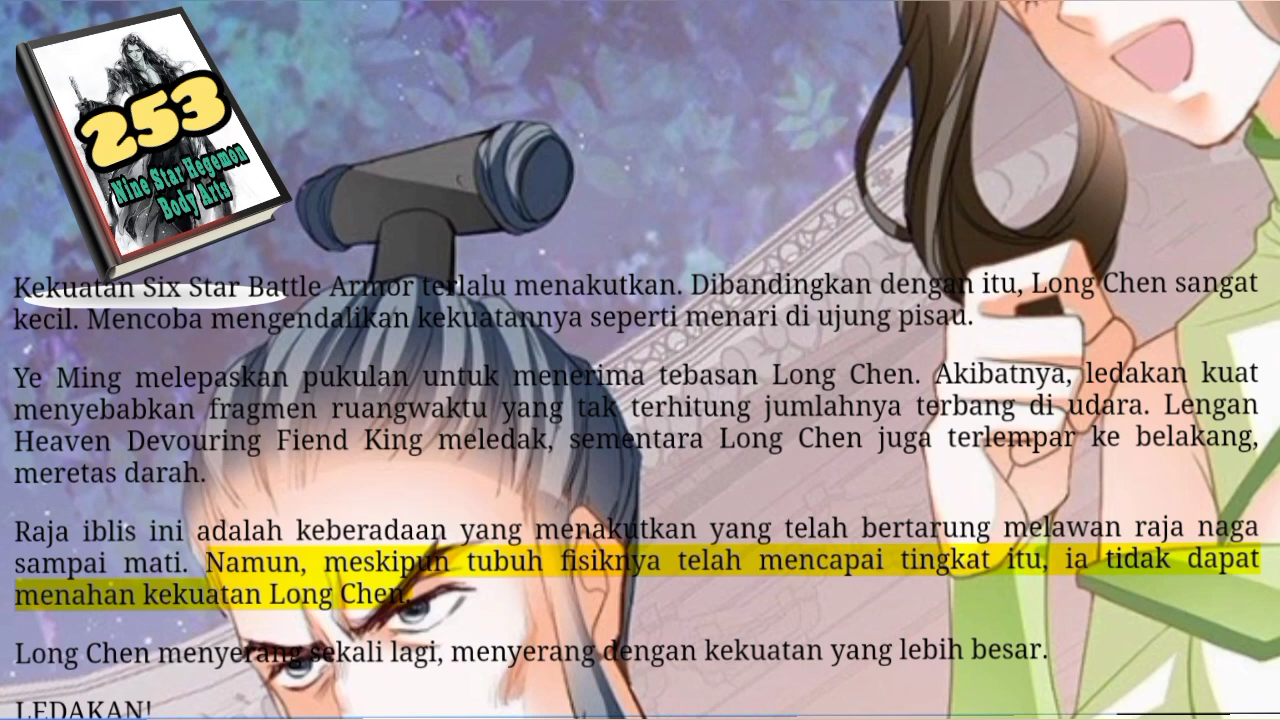 253
Nine Star Hegemon
Body Arts
Kekuatan Six Star Battle Armor terlalu menakutkan. Dibandingkan dengan itu, Long Chen sangat
kecil. Mencoba mengendalikan kekuatannya seperti menari di ujung pisau.
Ye Ming melepaskan pukulan untuk menerima tebasan Long Chen. Akibatnya, ledakan kuat
menyebabkan fragmen ruangwaktu yang tak terhitung jumlahnya terbang di udara. Lengan
Heaven Devouring Fiend King meledak, sementara Long Chen juga terlempar ke belakang,
meretas darah.
Raja iblis ini adalah keberadaan yang menakutkan yang telah bertarung melawan raja naga
sampai mati. Namun, meskipun tubuh fisiknya telah mencapai tingkat itu, ia tidak dapat
menahan kekuatan Long Chen.
Long Chen menyerang sekali lagi, menyerang dengan kekuatan yang lebih besar.
LEDAKAN!